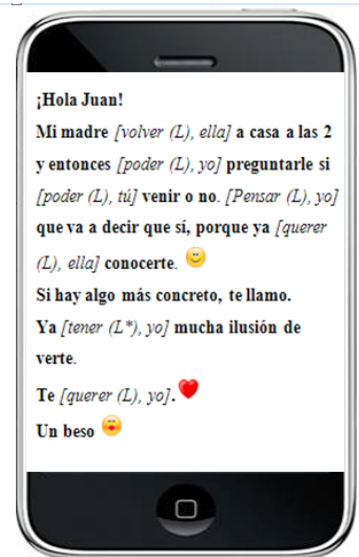 ¡Hola Juan!
Mi madre [volver (L), ella] a casa a las 2
y entonces [poder (L), yo] preguntarle si
[poder (L), tú] venir o no. [Pensar (L), yo]
que va a decir que sí, porque ya [querer
(L), ella] conocerte.
Si hay algo más concreto, te llamo.
Ya [tener (L*), yo] mucha ilusión de
verte.
Te [querer (L), yo].
Un beso